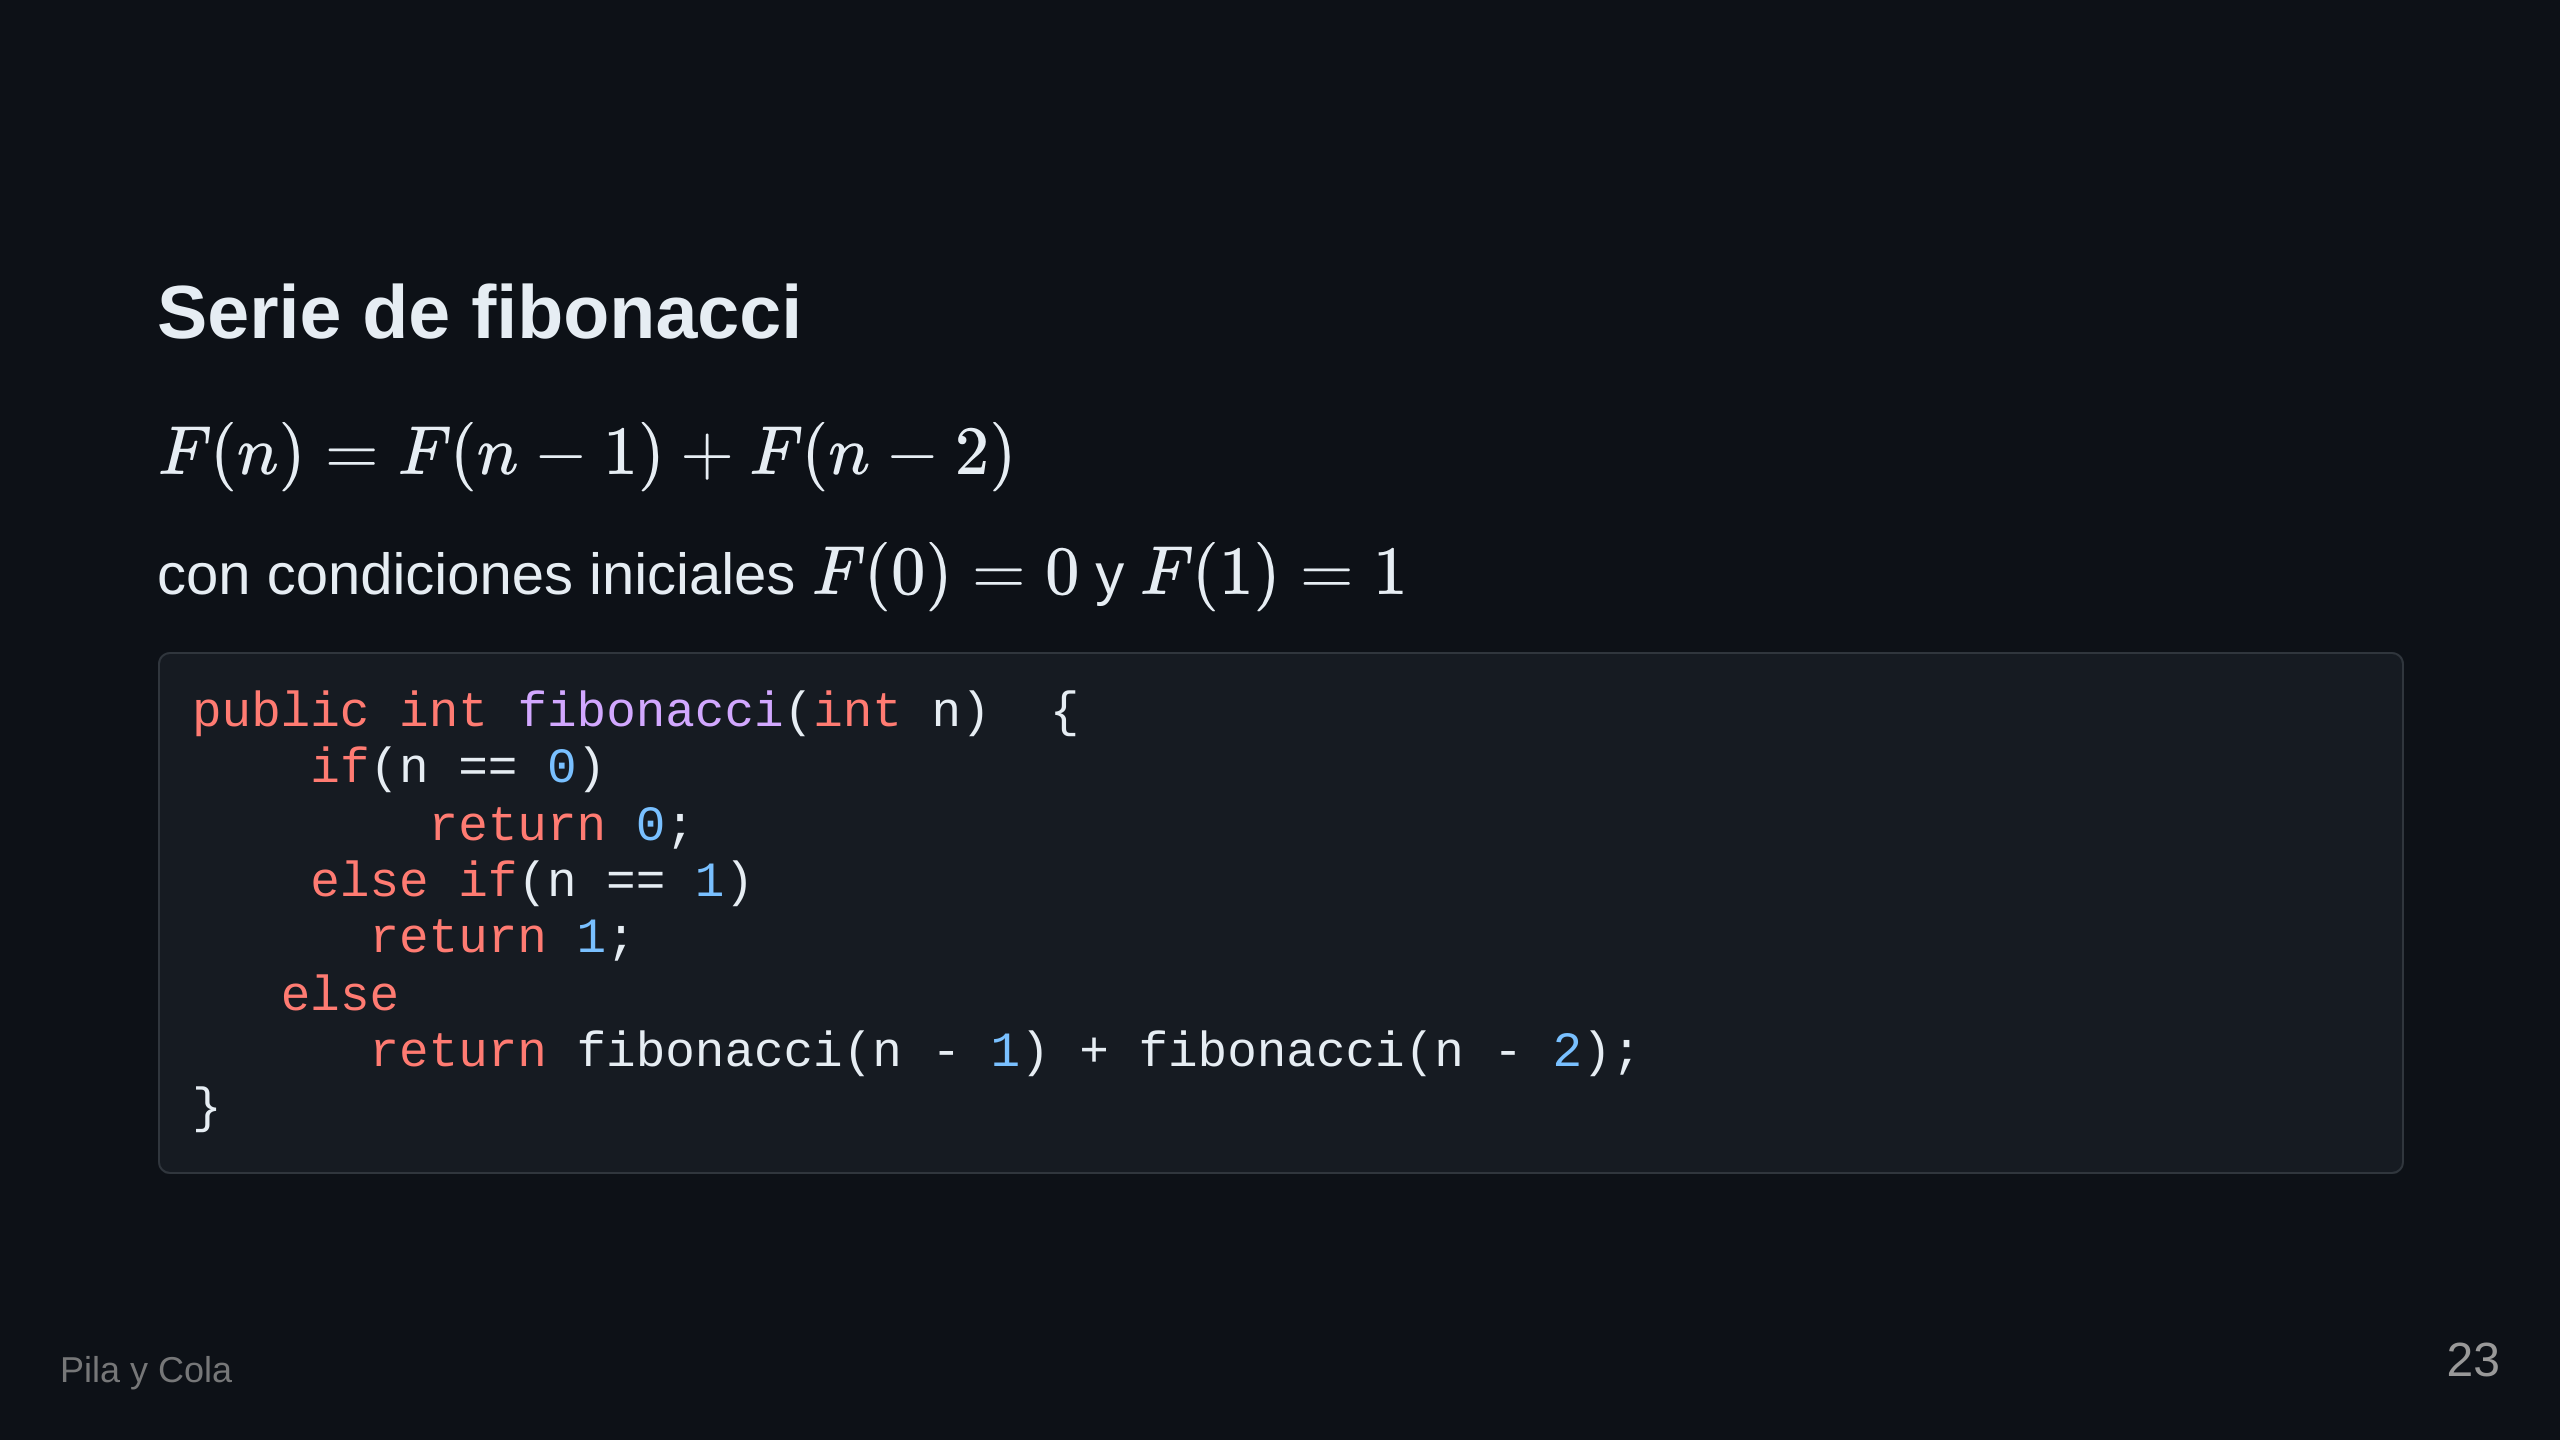 Serie de fibonacci
F(n) = F(n − 1) + F(n − 2)
con condiciones iniciales F(0) = 0 y F(1) = 1
public int fibonacci(int n)  {
    if(n == 0)
        return 0;
    else if(n == 1)
      return 1;
   else
      return fibonacci(n - 1) + fibonacci(n - 2);
}
Pila y Cola
23